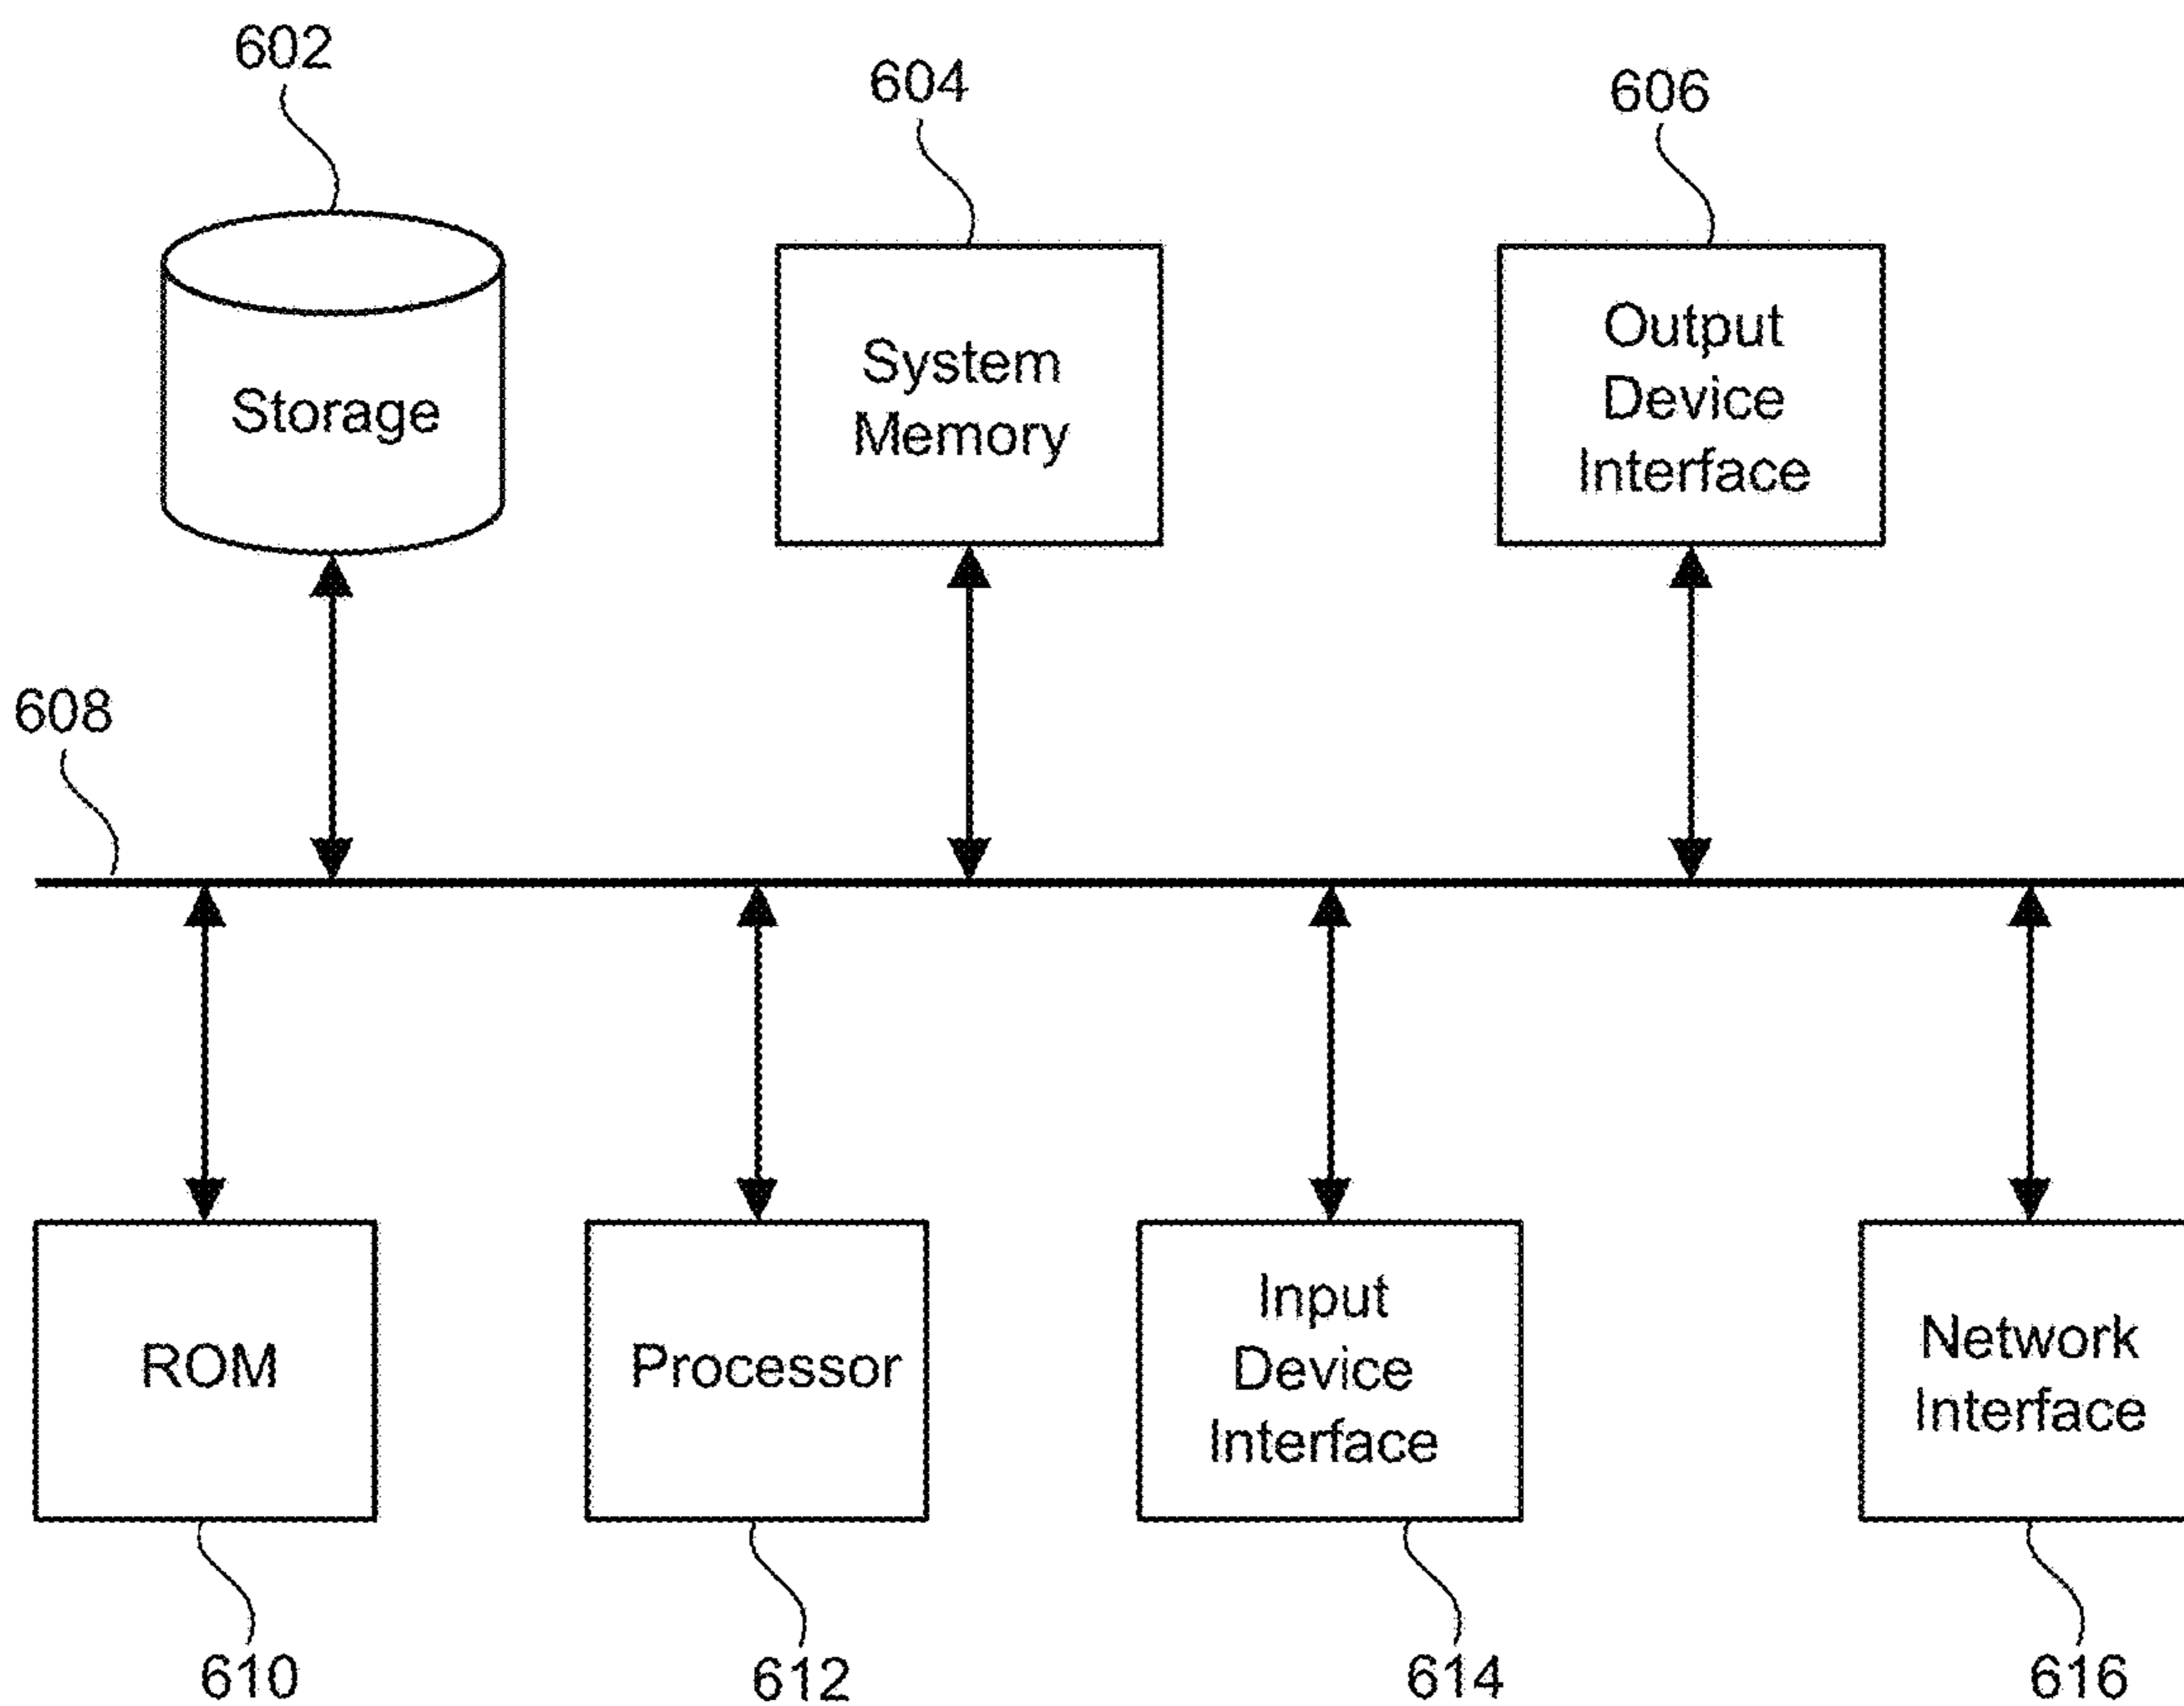 602
604
606
Storage
System
Memory
Output
Device
Interface
608
ROM
Processor
Input
Device
Interface
Network
Interface
610
612
614
616